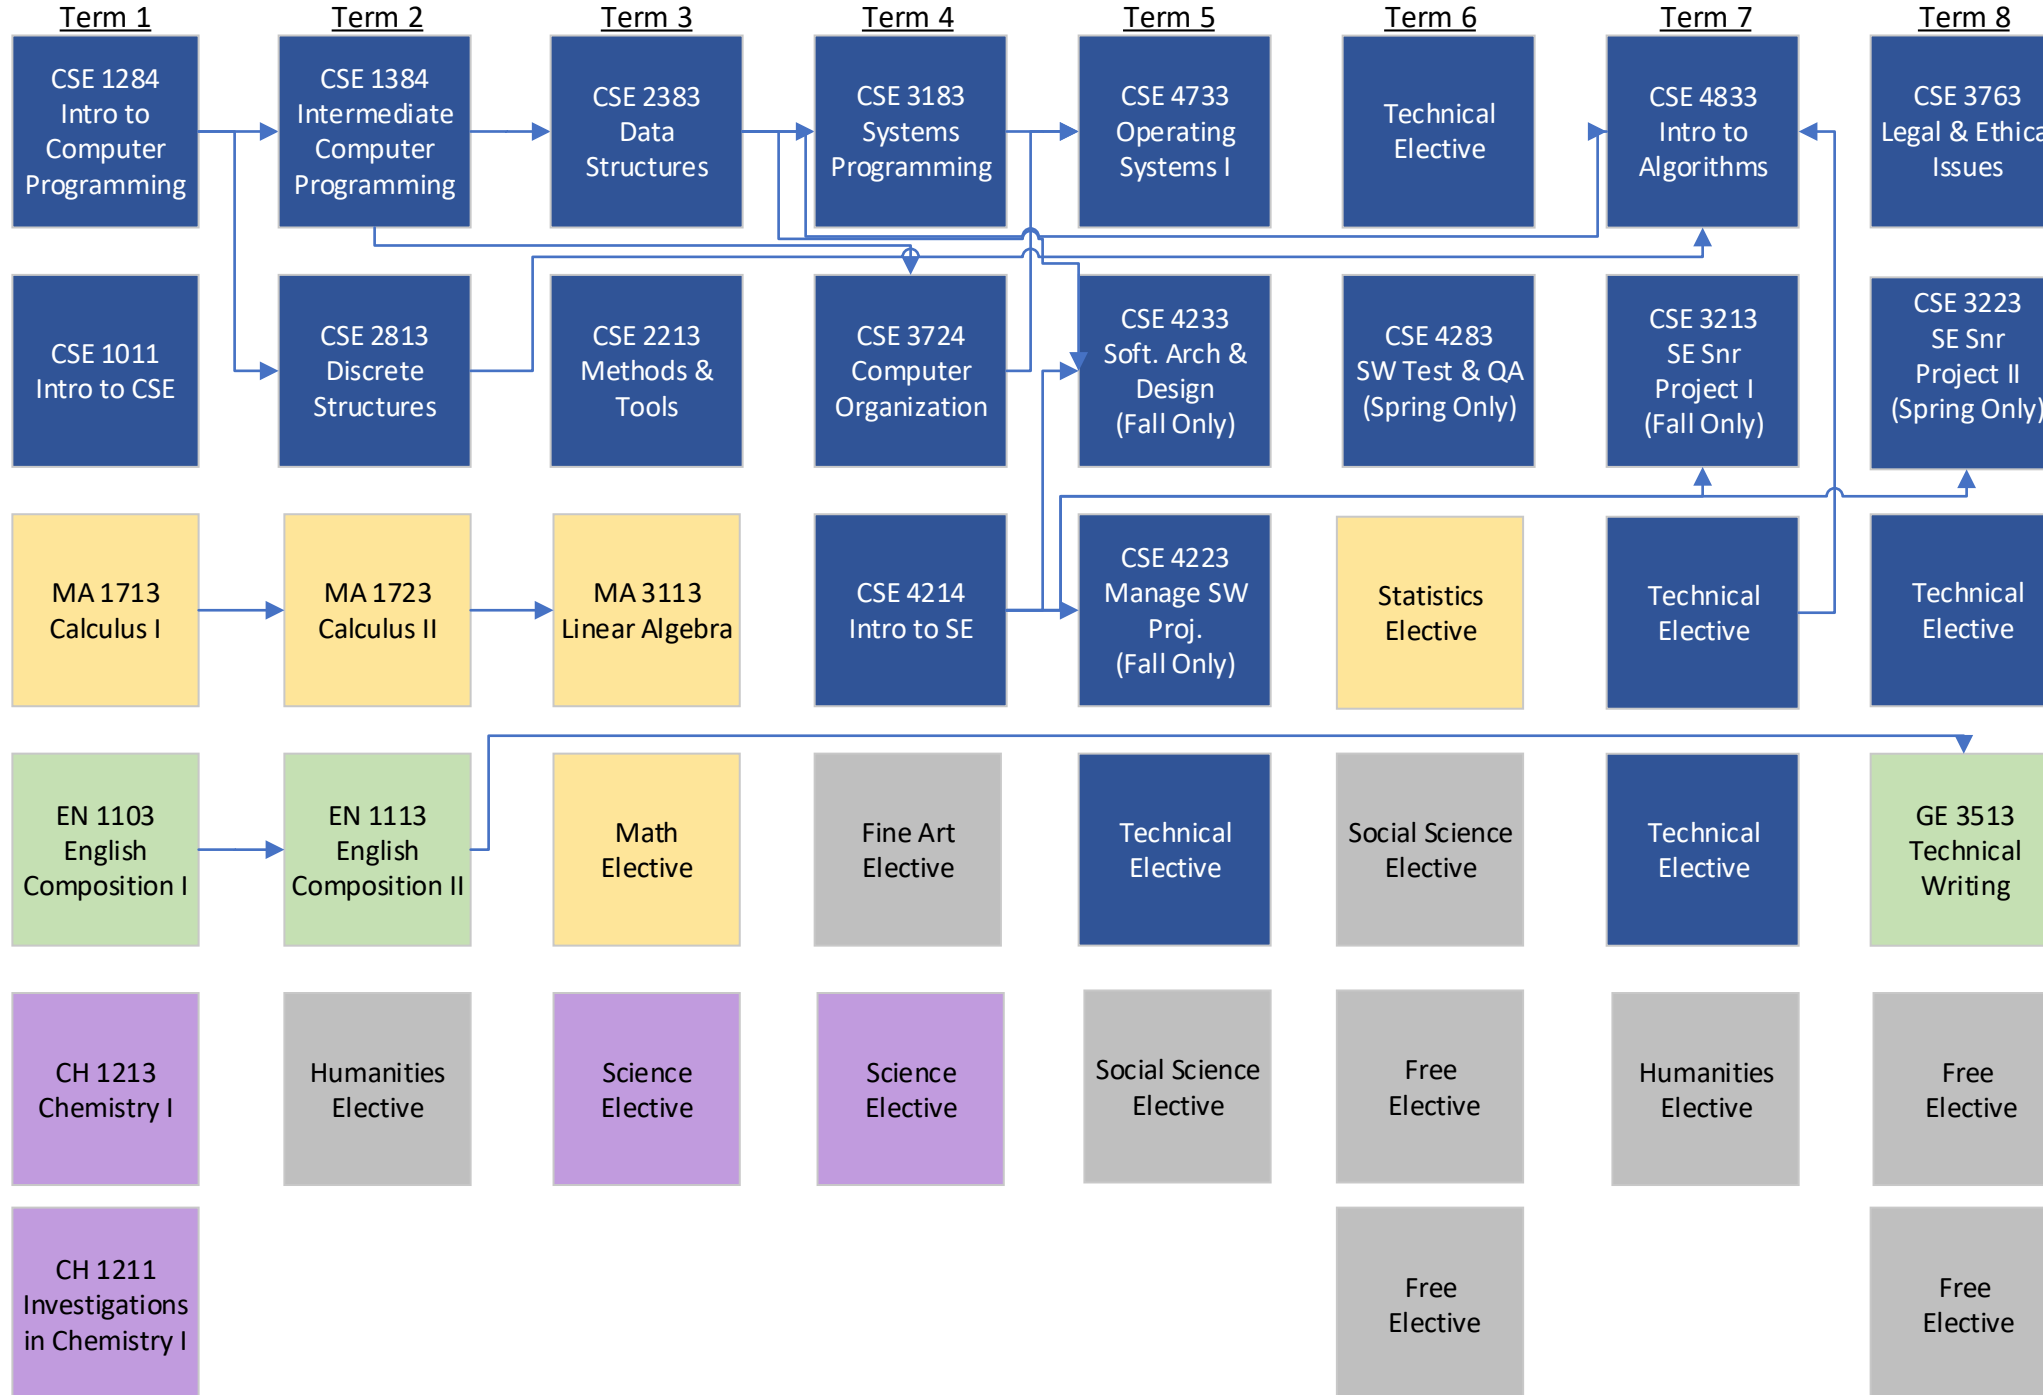 Term 1
Term 2
Term 3
Term 4
Term 5
Term 6
Term 7
Term 8
CSE 1284
Intro to
Computer
Programming
CSE 1384
Intermediate
Computer
Programming
CSE 2383
Data
Structures
CSE 3183
Systems
Programming
CSE 4733
Operating
Systems I
Technical
Elective
CSE 4833
Intro to
Algorithms
CSE 3763
Legal & Ethica
Issues
CSE 1011
Intro to CSE
CSE 2813
Discrete
Structures
CSE 2213
Methods &
Tools
CSE 3724
Computer
Organization
CSE 4233
Soft. Arch &
Design
(Fall Only)
CSE 4283
SW Test & QA
(Spring Only)
CSE 3213
SE Snr
Project I
(Fall Only)
CSE 3223
SE Snr
Project II
(Spring Only)
MA 1713
Calculus I
MA 1723
Calculus II
MA 3113
Linear Algebra
CSE 4214
Intro to SE
CSE 4223
Manage SW
Proj.
(Fall Only)
Statistics
Elective
Technical
Elective
Technical
Elective
EN 1103
English
Composition I
EN 1113
English
Composition II
Math
Elective
Fine Art
Elective
Technical
Elective
Social Science
Elective
Technical
Elective
GE 3513
Technical
Writing
CH 1213
Chemistry I
Humanities
Elective
Science
Elective
Science
Elective
Social Science
Elective
Free
Elective
Humanities
Elective
Free
Elective
CH 1211
Investigations
in Chemistry I
Free
Elective
Free
Elective